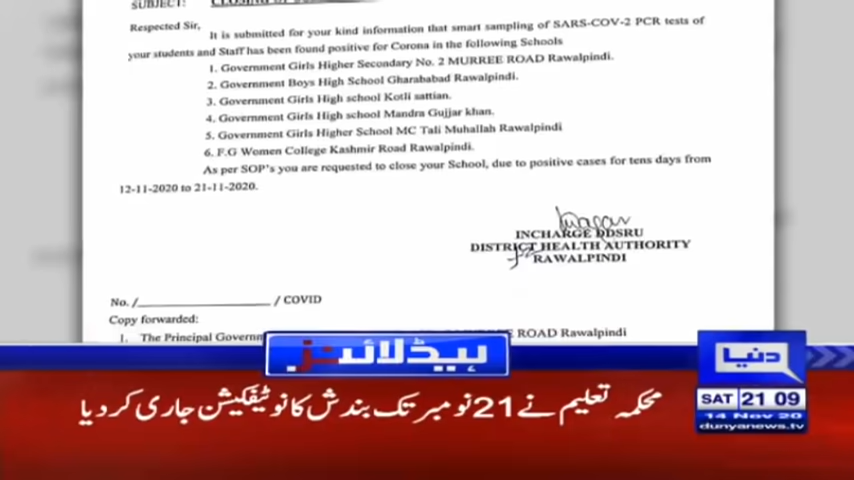 SUBJECT:
Respected Sir,
It is submitted for your kind information that smart sampling of SARS-COV-2 PCR tests of
your students and Staff has been found positive for Corona in the following Schools
1. Government Girls Higher Secondary No. 2 MURREE ROAD Rawalpindi.
2. Government Boys High School Gharababad Rawalpindi.
3. Government Girls High school Kotli sattian.
4. Government Girls High school Mandra Gujjar khan.
5. Government Girls Higher School MC Tali Muhallah Rawalpindi
6. F.G Women College Kashmir Road Rawalpindi.
As per SOP's you are requested to close your School, due to positive cases for tens days from
12-11-2020 to 21-11-2020.
INCHARGE DDSRU
DISTRICT HEALTH AUTHORITY
RAWALPINDI
No. /____________________ / COVID
Copy forwarded:
1. The Principal Governm ROAD Rawalpindi
ہیڈلائنز
دنیا
محکمہ تعلیم نے 21 نومبر تک بندش کا نوٹیفکیشن جاری کردیا
SAT 21 09
14 Nov 20
dunyanews.tv